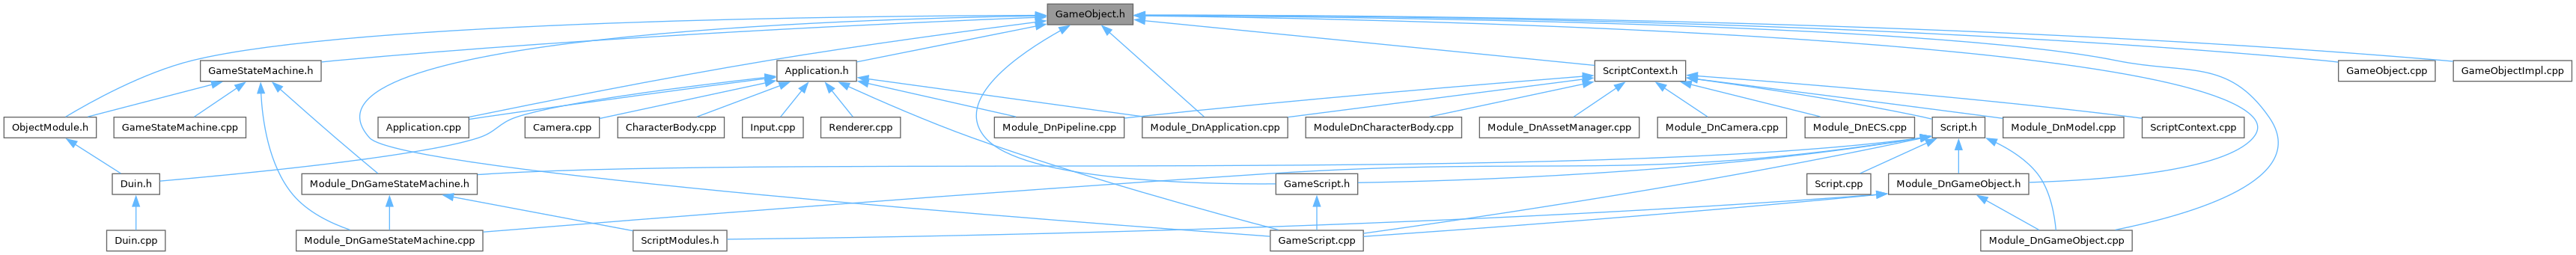 GameObject.h
GameStateMachine.h
Application.h
ScriptContext.h
GameObject.cpp
GameObjectImpl.cpp
ObjectModule.h
GameStateMachine.cpp
Application.cpp
Camera.cpp
CharacterBody.cpp
Input.cpp
Renderer.cpp
Module_DnPipeline.cpp
Module_DnApplication.cpp
ModuleDnCharacterBody.cpp
Module_DnAssetManager.cpp
Module_DnCamera.cpp
Module_DnECS.cpp
Script.h
Module_DnModel.cpp
ScriptContext.cpp
Duin.h
Module_DnGameStateMachine.h
GameScript.h
Script.cpp
Module_DnGameObject.h
Duin.cpp
Module_DnGameStateMachine.cpp
ScriptModules.h
GameScript.cpp
Module_DnGameObject.cpp